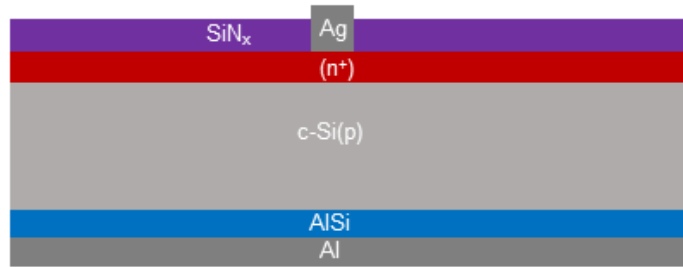 Ag
SiNₓ
(n⁺)
c-Si(p)
AlSi
Al